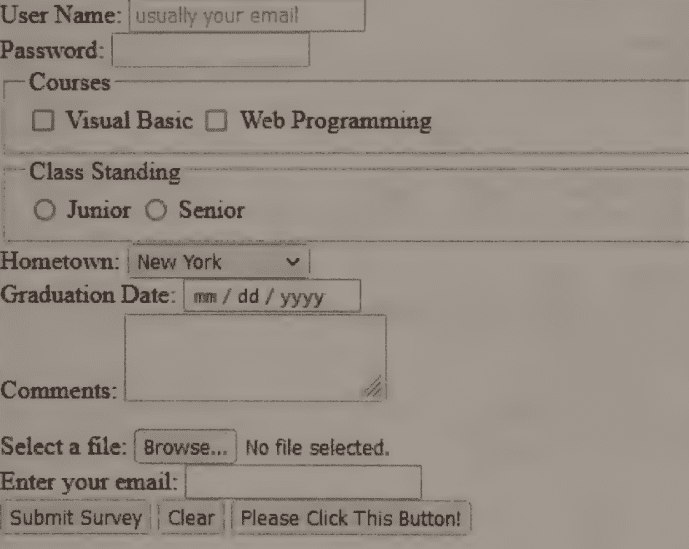 User Name: usually your email
Password:
Courses
Visual Basic Web Programming
Class Standing
Junior Senior
Hometown: New York
Graduation Date: mm / dd / yyyy
Comments:
Select a file: Browse... No file selected.
Enter your email:
Submit Survey Clear Please Click This Button!